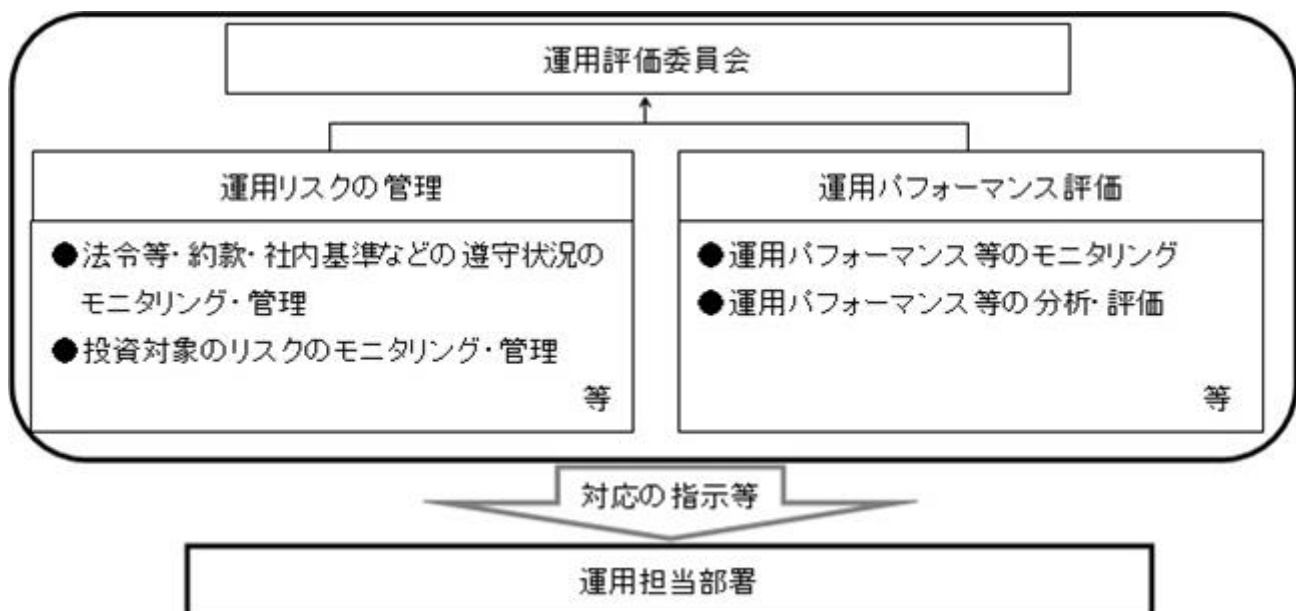 運用評価委員会
運用リスクの管理
●法令等・約款・社内基準などの遵守状況の
モニタリング・管理
●投資対象のリスクのモニタリング・管理
等
運用パフォーマンス評価
●運用パフォーマンス等のモニタリング
●運用パフォーマンス等の分析・評価
等
対応の指示等
運用担当部署